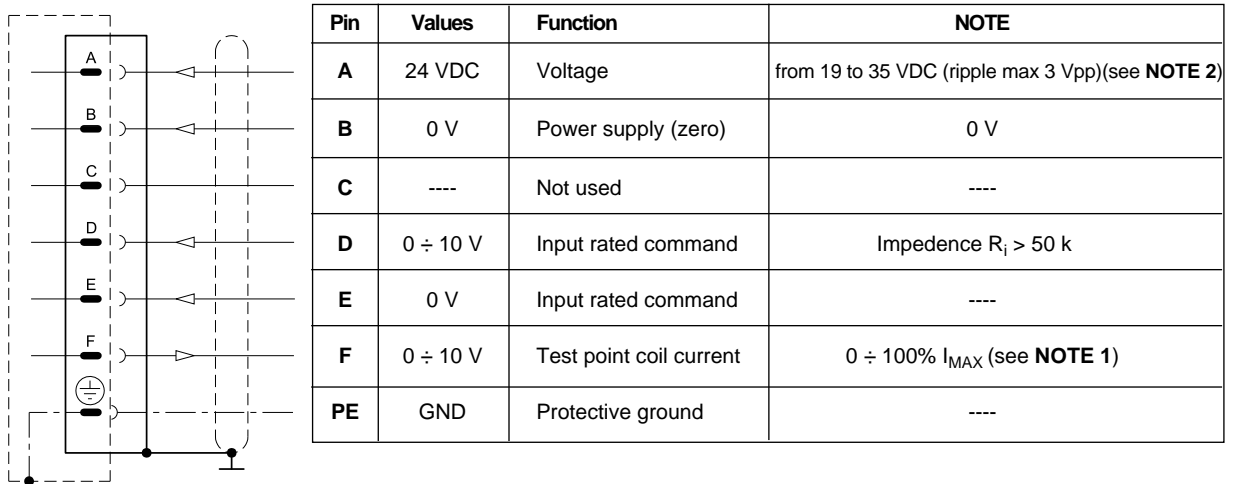 A
B
C
D
E
F
Pin Values Function NOTE
A 24 VDC Voltage from 19 to 35 VDC (ripple max 3 Vpp)(see NOTE 2)
B 0 V Power supply (zero) 0 V
C ---- Not used ----
D 0 ÷ 10 V Input rated command Impedence Ri > 50 k
E 0 V Input rated command ----
F 0 ÷ 10 V Test point coil current 0 ÷ 100% IMAX (see NOTE 1)
PE GND Protective ground ----